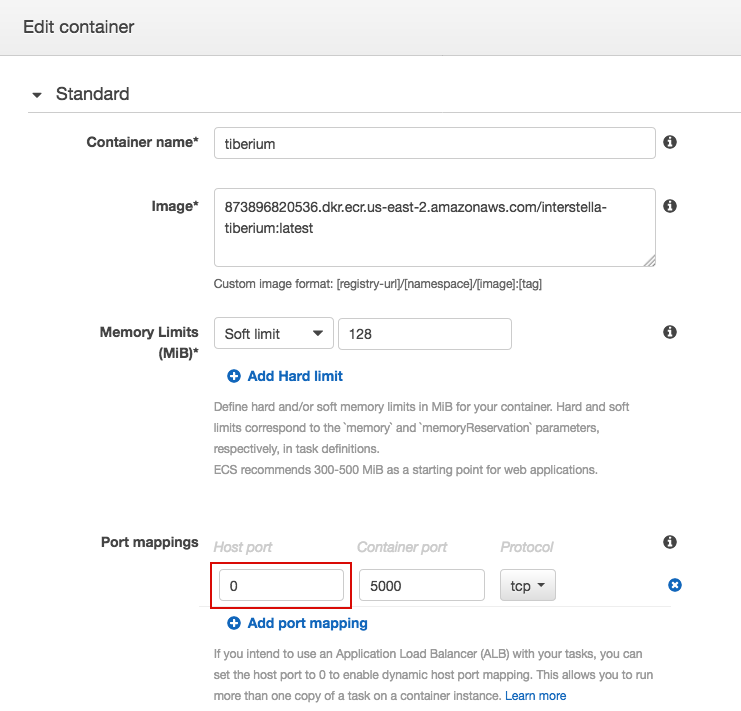 Edit container
Standard
Container name*
tiberium
Image*
873896820536.dkr.ecr.us-east-2.amazonaws.com/interstella-
tiberium:latest
Custom image format: [registry-url]/[namespace]/[image]:[tag]
Memory Limits
(MiB)*
Soft limit
128
Add Hard limit
Define hard and/or soft memory limits in MiB for your container. Hard and soft
limits correspond to the `memory` and `memoryReservation` parameters,
respectively, in task definitions.
ECS recommends 300-500 MiB as a starting point for web applications.
Port mappings
Host port
Container port
Protocol
0
5000
tcp
Add port mapping
If you intend to use an Application Load Balancer (ALB) with your tasks, you can
set the host port to 0 to enable dynamic host port mapping. This allows you to run
more than one copy of a task on a container instance. Learn more